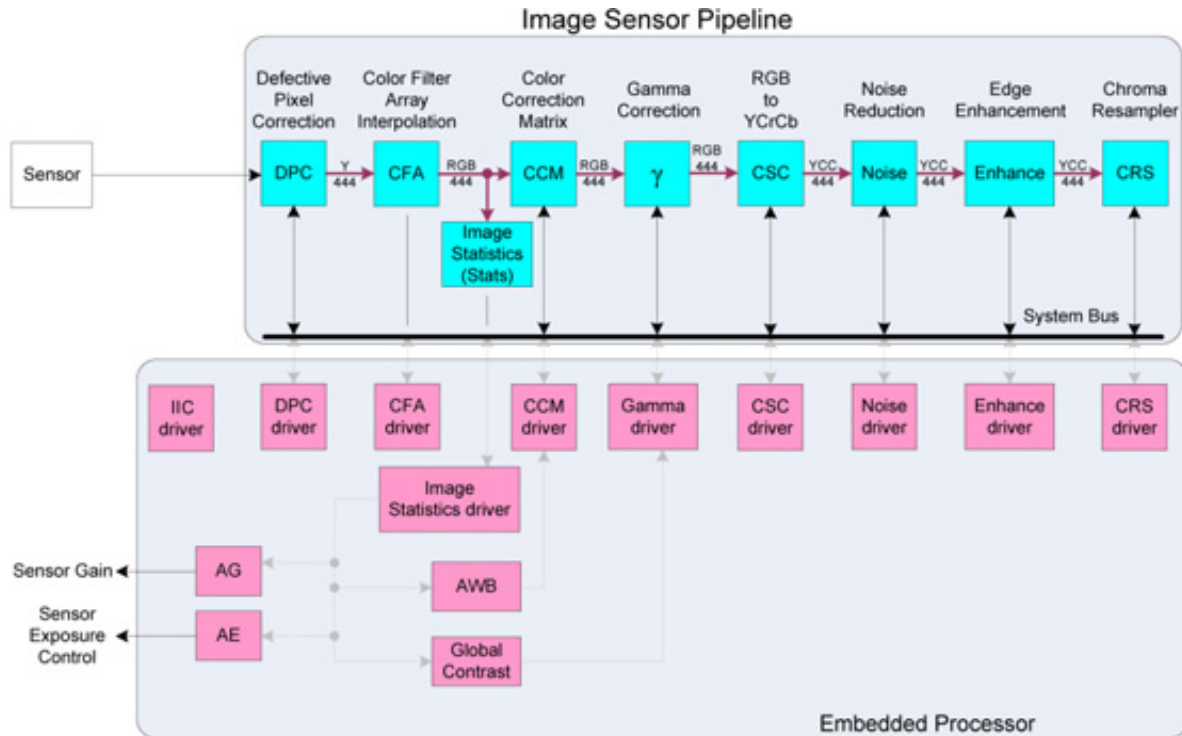 Image Sensor Pipeline
Defective
Pixel
Correction
Color Filter
Array
Interpolation
Color
Correction
Matrix
Gamma
Correction
RGB
to
YCrCb
Noise
Reduction
Edge
Enhancement
Chroma
Resampler
Sensor
DPC
Y
444
CFA
RGB
444
CCM
RGB
444
γ
RGB
444
CSC
YCC
444
Noise
YCC
444
Enhance
YCC
444
CRS
Image
Statistics
(Stats)
System Bus
IIC
driver
DPC
driver
CFA
driver
CCM
driver
Gamma
driver
CSC
driver
Noise
driver
Enhance
driver
CRS
driver
Image
Statistics driver
Sensor Gain
AG
AWB
Sensor
Exposure
Control
AE
Global
Contrast
Embedded Processor